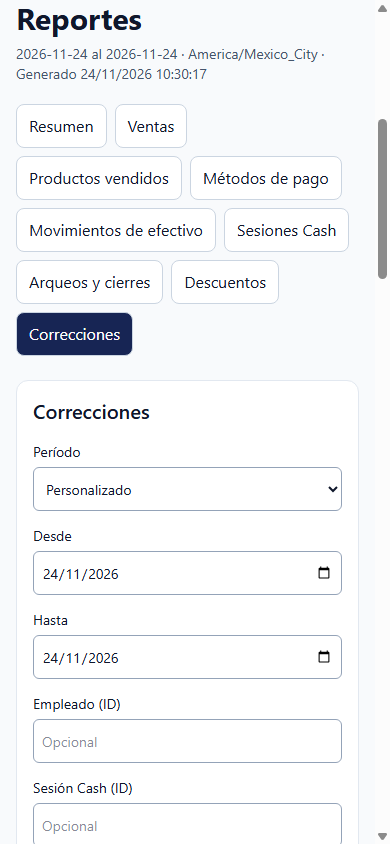 Reportes
2026-11-24 al 2026-11-24 · America/Mexico_City ·
Generado 24/11/2026 10:30:17
Resumen
Ventas
Productos vendidos
Métodos de pago
Movimientos de efectivo
Sesiones Cash
Arqueos y cierres
Descuentos
Correcciones
Correcciones
Período
Personalizado
Desde
24/11/2026
Hasta
24/11/2026
Empleado (ID)
Opcional
Sesión Cash (ID)
Opcional